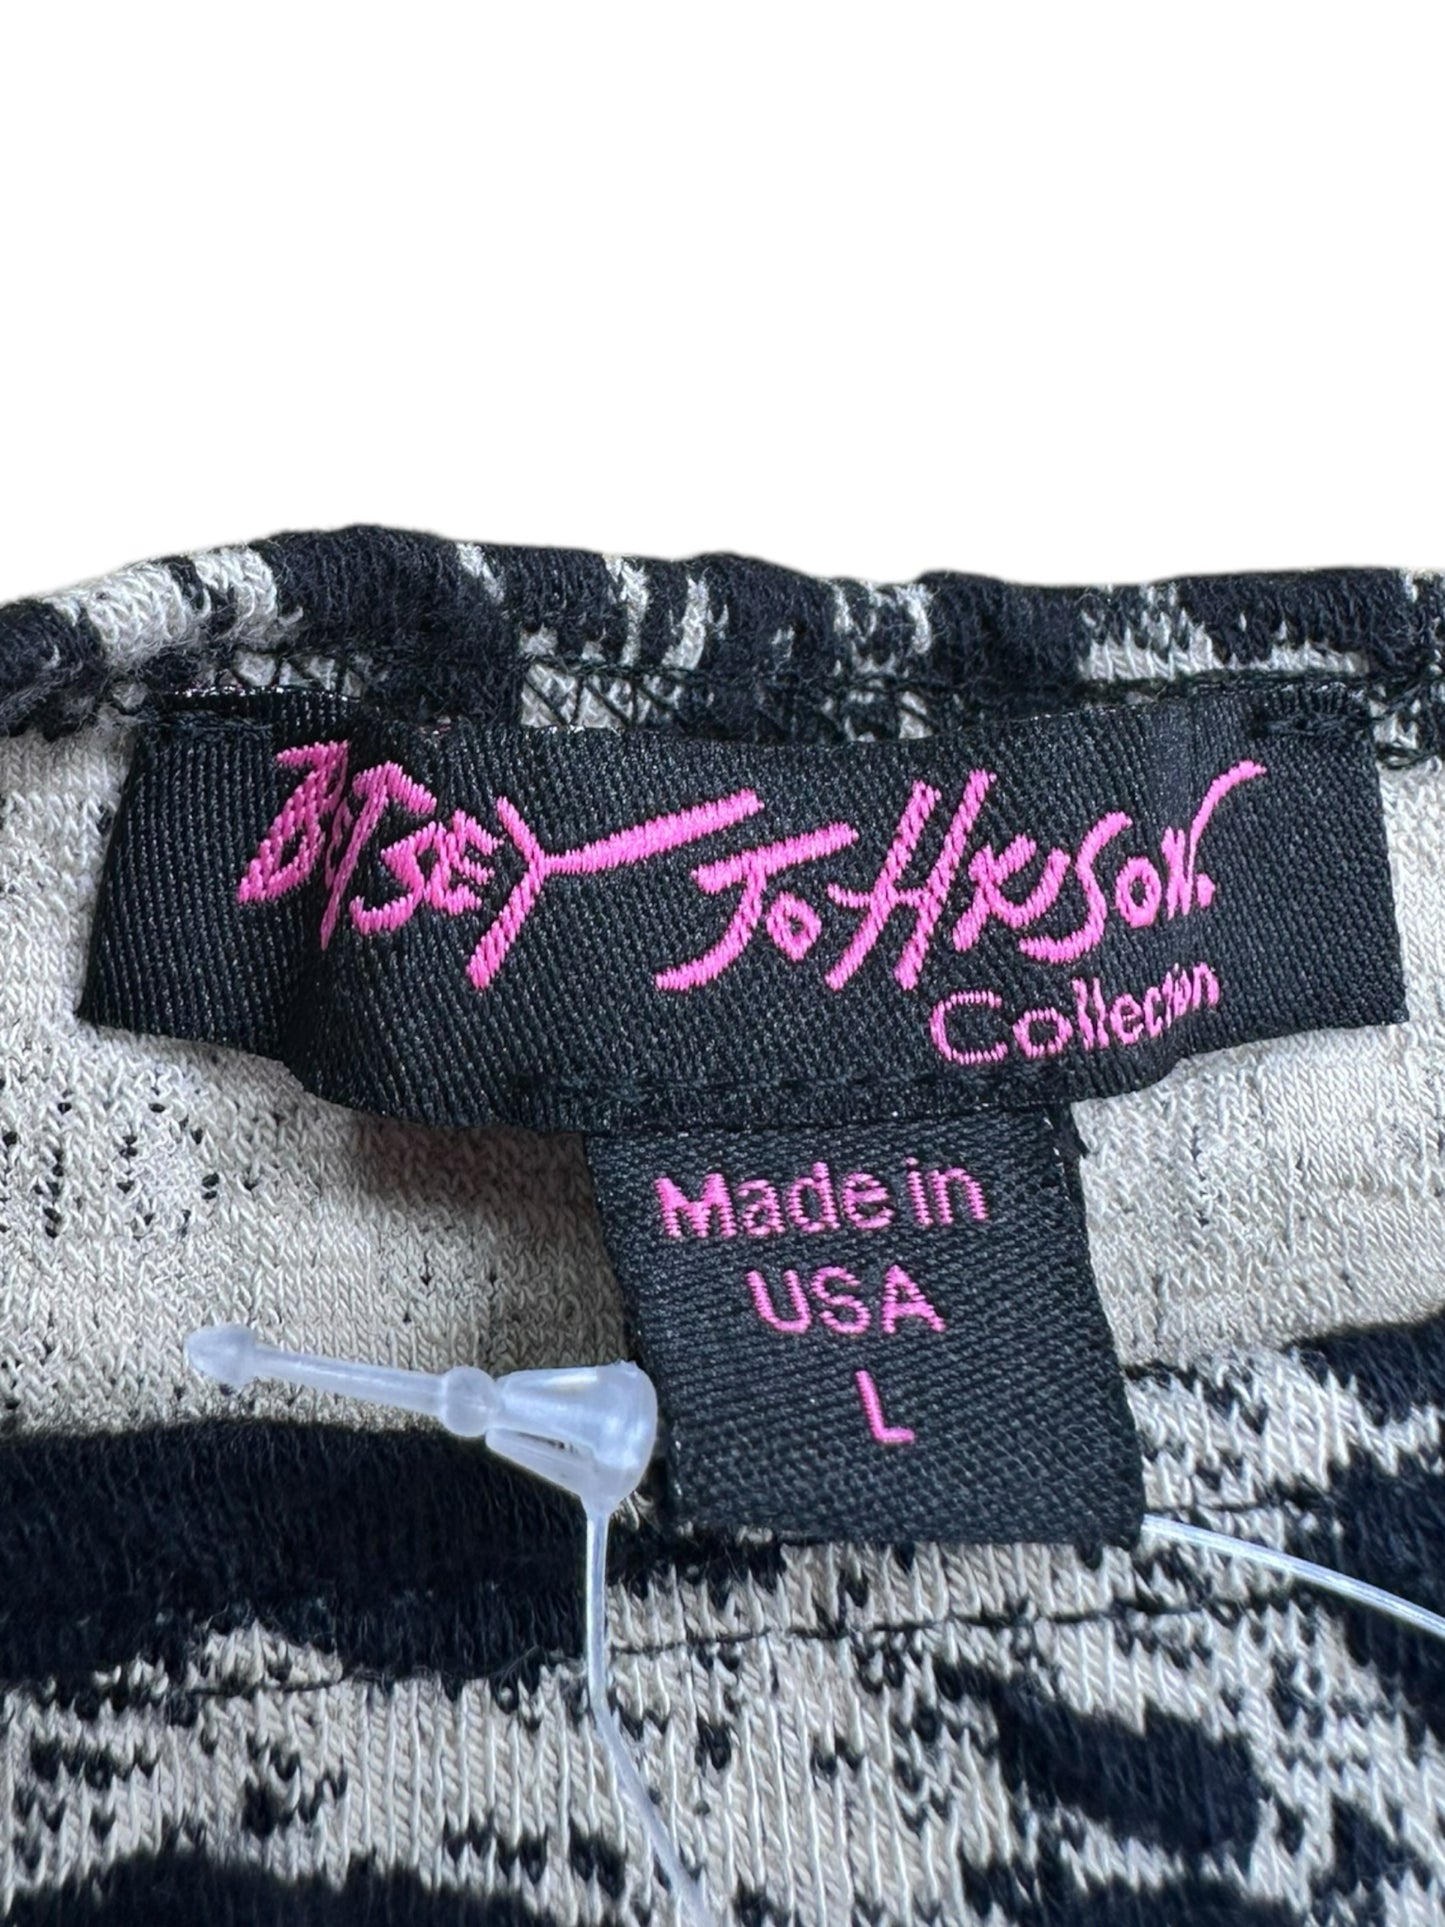 BETSEY JOHNSON.
Collection
Made in
USA
L